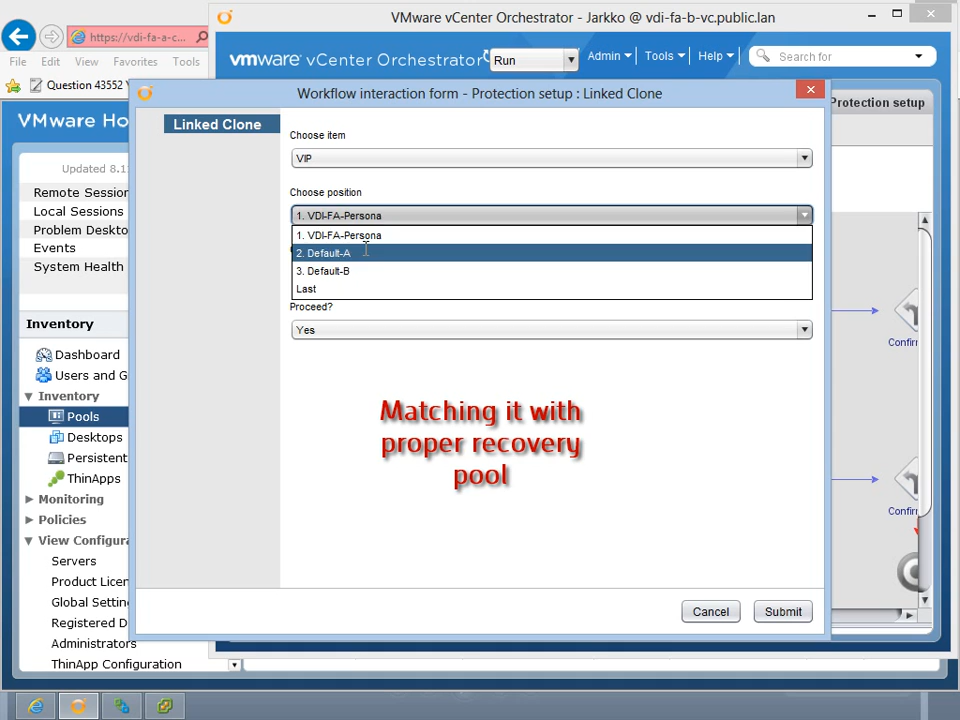 VMware vCenter Orchestrator - Jarkko @ vdi-fa-b-vc.public.lan
https://vdi-fa-a-c...
File Edit View Favorites Tools
Question 43552
vmware vCenter Orchestrator
Run
Admin
Tools
Help
Search for
Workflow interaction form - Protection setup : Linked Clone
Protection setup
VMware Ho
Updated 8.1
Remote Session
Local Sessions
Problem Deskto
Events
System Health
Inventory
Dashboard
Users and G
Inventory
Pools
Desktops
Persistent
ThinApps
Monitoring
Policies
View Configura
Servers
Product Licen
Global Settin
Registered D
Administrators
ThinApp Configuration
Linked Clone
Choose item
VIP
Choose position
1. VDI-FA-Persona
1. VDI-FA-Persona
2. Default-A
3. Default-B
Last
Proceed?
Yes
Matching it with
proper recovery
pool
Cancel
Submit
Confirm
Confirm